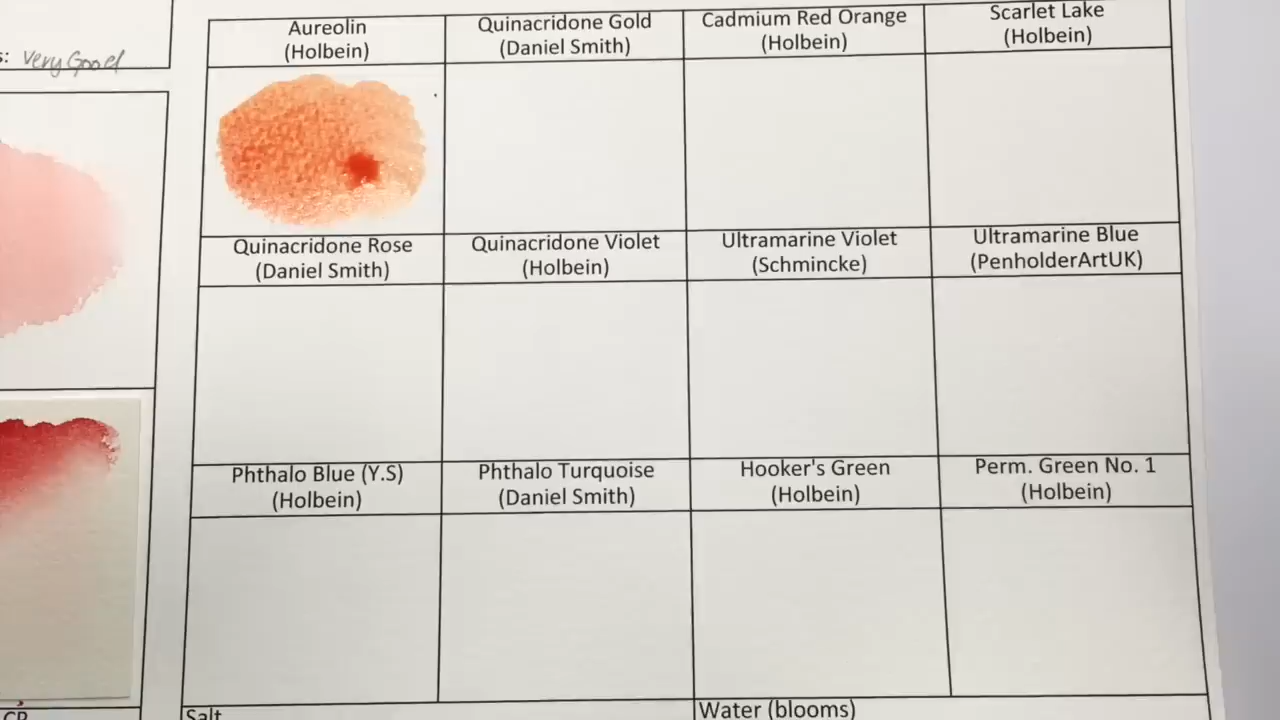 s: Very Good
Aureolin
(Holbein)
Quinacridone Gold
(Daniel Smith)
Cadmium Red Orange
(Holbein)
Scarlet Lake
(Holbein)
Quinacridone Rose
(Daniel Smith)
Quinacridone Violet
(Holbein)
Ultramarine Violet
(Schmincke)
Ultramarine Blue
(PenholderArtUK)
Phthalo Blue (Y.S)
(Holbein)
Phthalo Turquoise
(Daniel Smith)
Hooker's Green
(Holbein)
Perm. Green No. 1
(Holbein)
CP
Salt
Water (blooms)